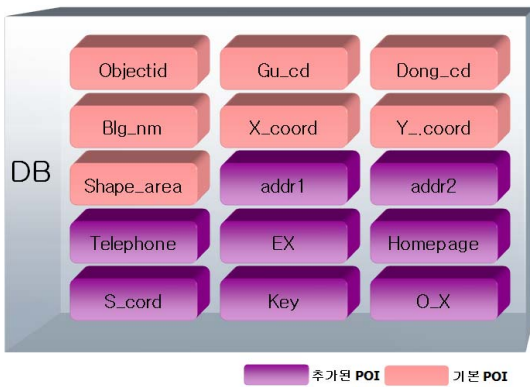 Objectid Gu_cd Dong_cd
Blg_nm X_coord Y_.coord
DB
Shape_area addr1 addr2
Telephone EX Homepage
S_cord Key O_X
추가된 POI 기본 POI